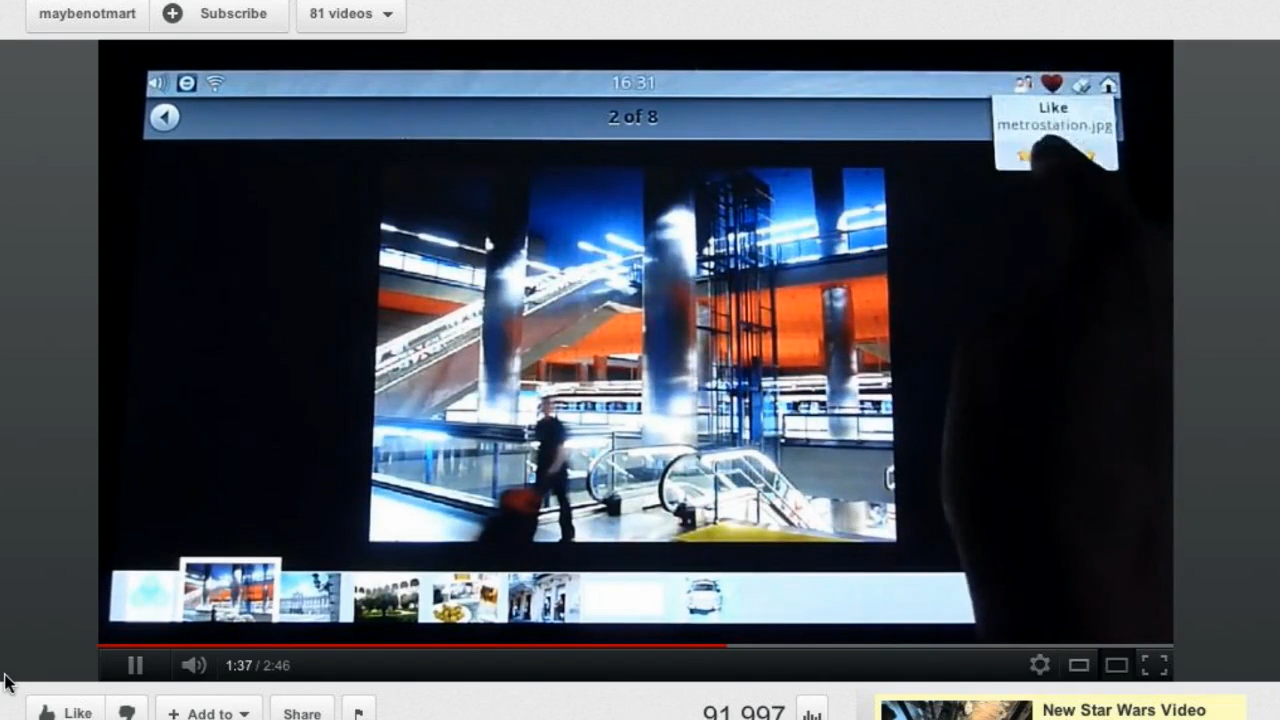 maybenotmart
Subscribe
81 videos
16:31
2 of 8
Like
metrostation.jpg
1:37 / 2:46
Like
Add to
Share
91,997
New Star Wars Video